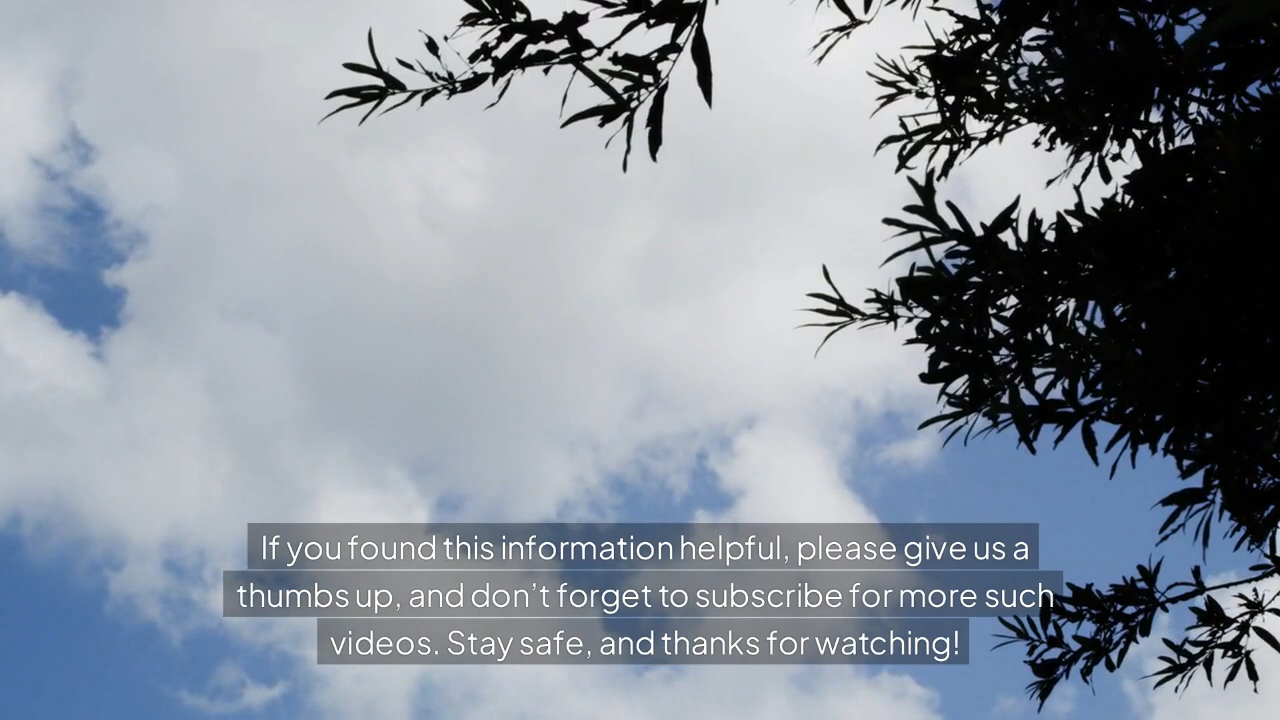 If you found this information helpful, please give us a
thumbs up, and don’t forget to subscribe for more such
videos. Stay safe, and thanks for watching!